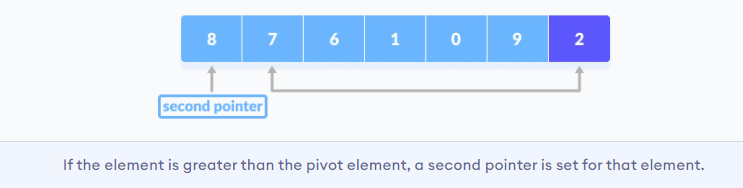 8 7 6 1 0 9 2
second pointer
If the element is greater than the pivot element, a second pointer is set for that element.